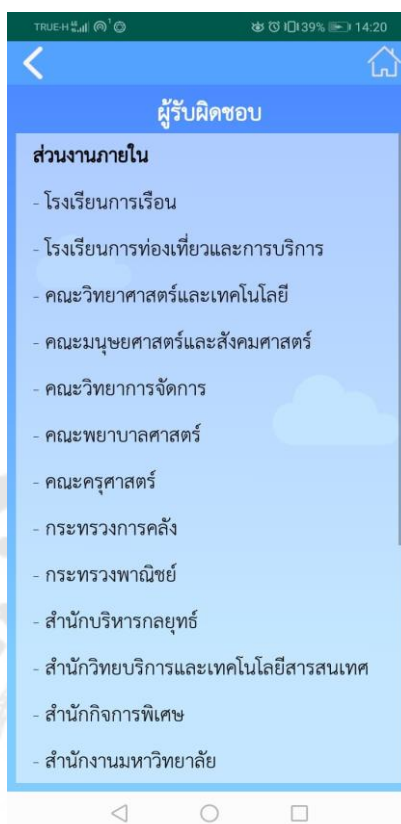 TRUE-H 39% 14:20
ผู้รับผิดชอบ
ส่วนงานภายใน
- โรงเรียนการเรือน
- โรงเรียนการท่องเที่ยวและการบริการ
- คณะวิทยาศาสตร์และเทคโนโลยี
- คณะมนุษยศาสตร์และสังคมศาสตร์
- คณะวิทยาการจัดการ
- คณะพยาบาลศาสตร์
- คณะครุศาสตร์
- กระทรวงการคลัง
- กระทรวงพาณิชย์
- สำนักบริหารกลยุทธ์
- สำนักวิทยบริการและเทคโนโลยีสารสนเทศ
- สำนักกิจการพิเศษ
- สำนักงานมหาวิทยาลัย